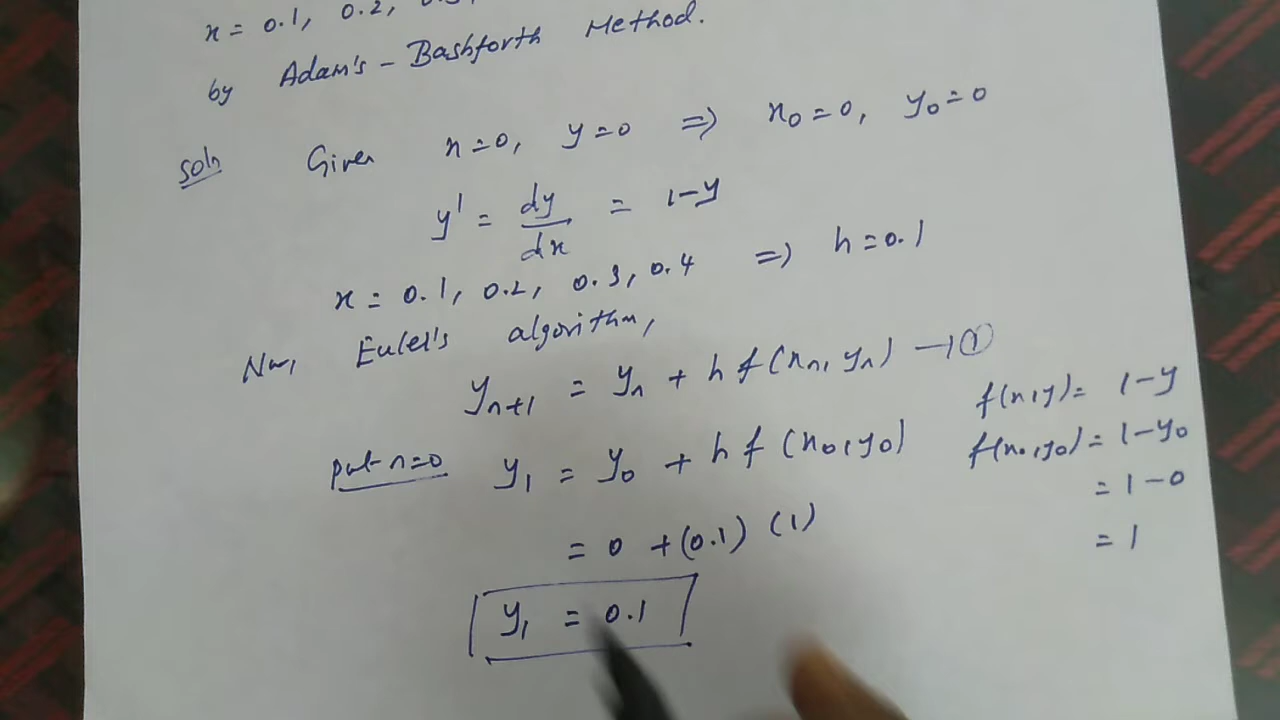 x = 0.1, 0.2,
by Adam's - Bashforth Method.
Soln Given x=0, y=0 ⇒ x₀=0, y₀=0
y' = dy/dx = 1-y
x = 0.1, 0.2, 0.3, 0.4 ⇒ h=0.1
Now, Euler's algorithm,
yₙ₊₁ = yₙ + h f(xₙ, yₙ) → ①
f(x,y) = 1-y
put n=0 y₁ = y₀ + h f(x₀, y₀)
f(x₀, y₀) = 1-y₀
= 1-0
= 0 + (0.1) (1)
= 1
y₁ = 0.1